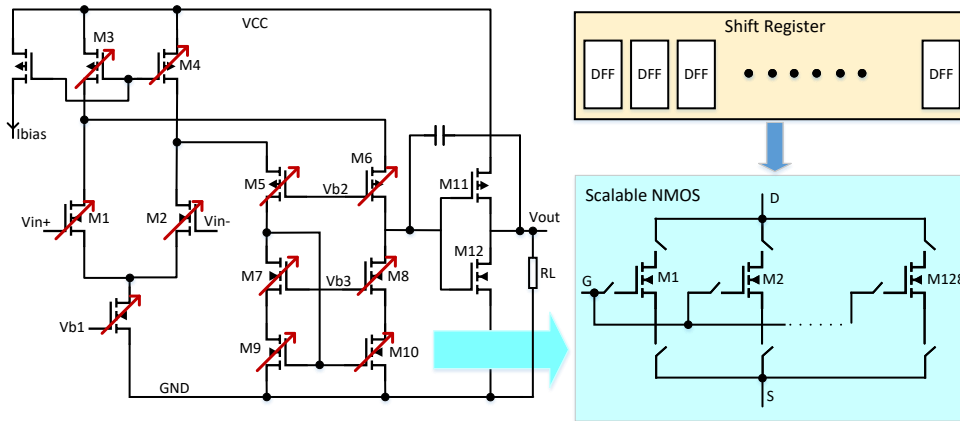 VCC
M3
M4
Ibias
M5
Vb2
M6
M11
Vin+
M1
M2
Vin-
Vout
M12
M7
Vb3
M8
RL
Vb1
M9
M10
GND
Shift Register
DFF DFF DFF DFF
Scalable NMOS
D
G
M1
M2
M128
S